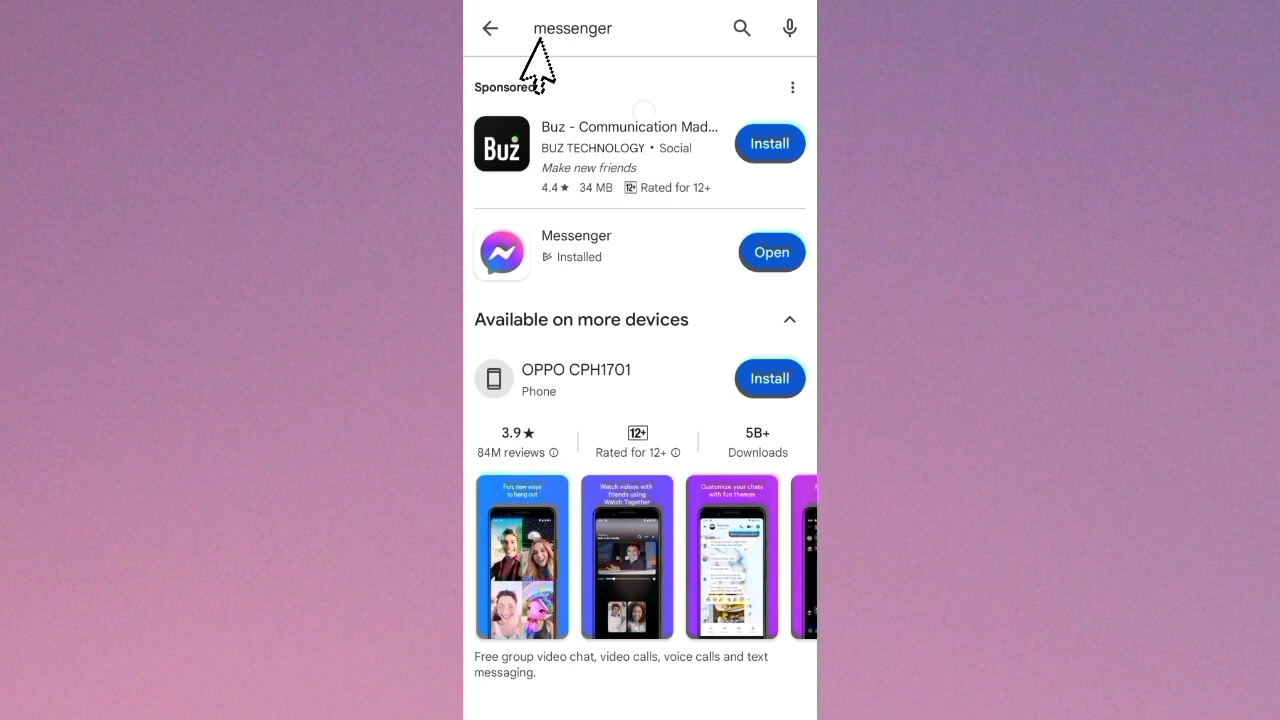 messenger
Sponsored
Buz - Communication Mad...
Install
BUZ TECHNOLOGY • Social
Make new friends
4.4★ 34 MB 12+ Rated for 12+
Buz
Messenger
Installed
Open
Available on more devices
OPPO CPH1701
Phone
Install
3.9★ 12+ 5B+
84M reviews Rated for 12+ Downloads
Fun, new ways
to hang out
Watch videos with
friends using
Watch Together
Customize your chats
with fun themes
Free group video chat, video calls, voice calls and text
messaging.